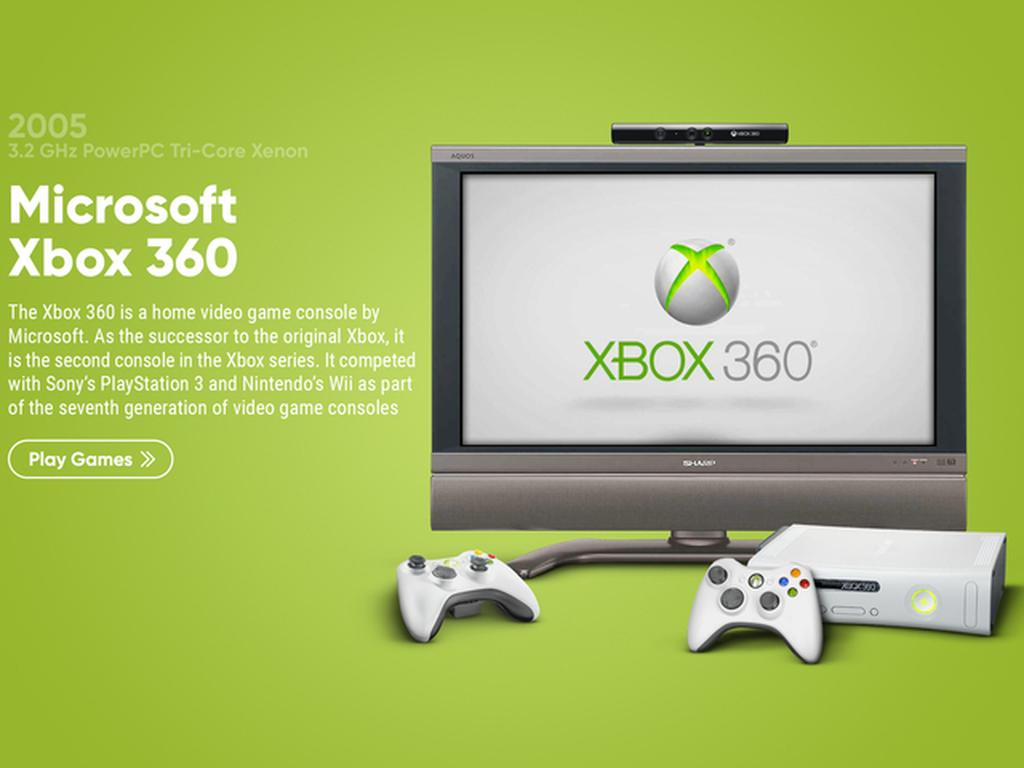 2005
3.2 GHz PowerPC Tri-Core Xenon
Microsoft
Xbox 360
The Xbox 360 is a home video game console by
Microsoft. As the successor to the original Xbox, it
is the second console in the Xbox series. It competed
with Sony's PlayStation 3 and Nintendo's Wii as part
of the seventh generation of video game consoles
Play Games
XBOX 360
AQUOS
XBOX 360®
SHARP
XBOX 360